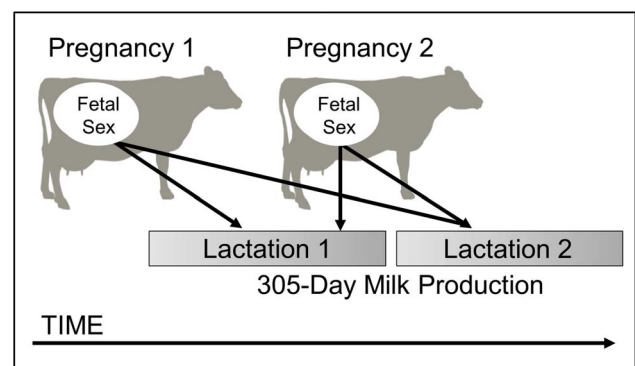 Pregnancy 1
Pregnancy 2
Fetal
Sex
Fetal
Sex
Lactation 1
Lactation 2
305-Day Milk Production
TIME